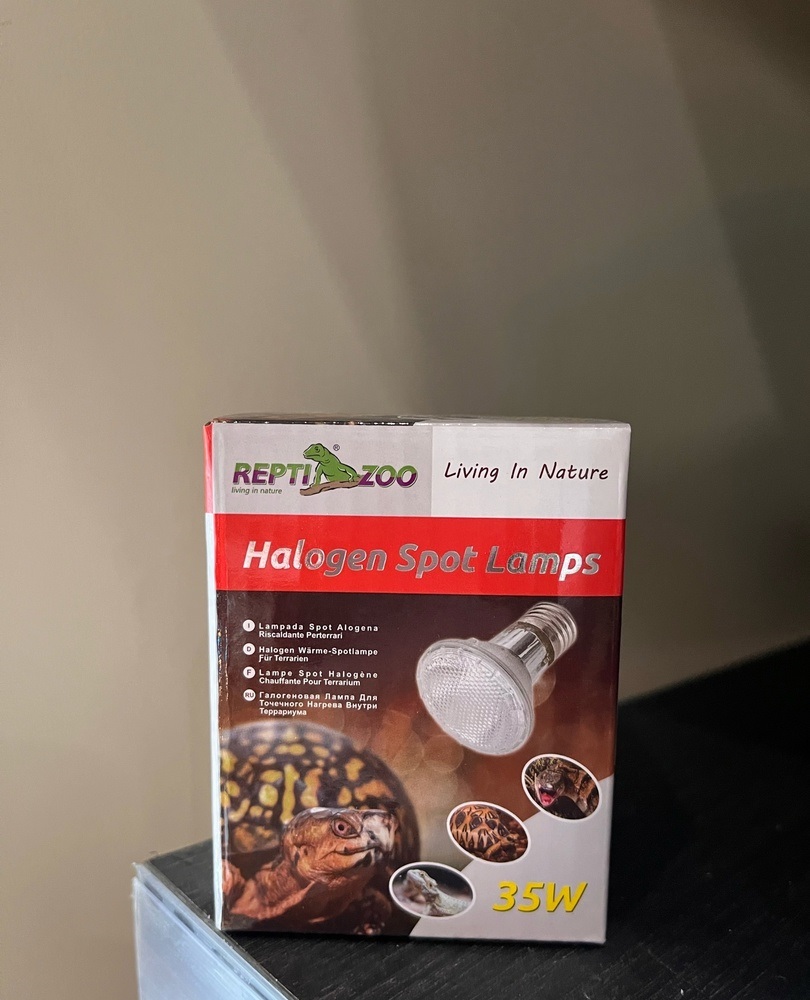 REPTI ZOO ®
living in nature
Living In Nature
Halogen Spot Lamps
I Lampada Spot Alogena
Riscaldante Perterrari
D Halogen Wärme-Spotlampe
Für Terrarien
F Lampe Spot Halogène
Chauffante Pour Terrarium
RU Галогеновая Лампа Для
Точечного Нагрева Внутри
Террариума
35W